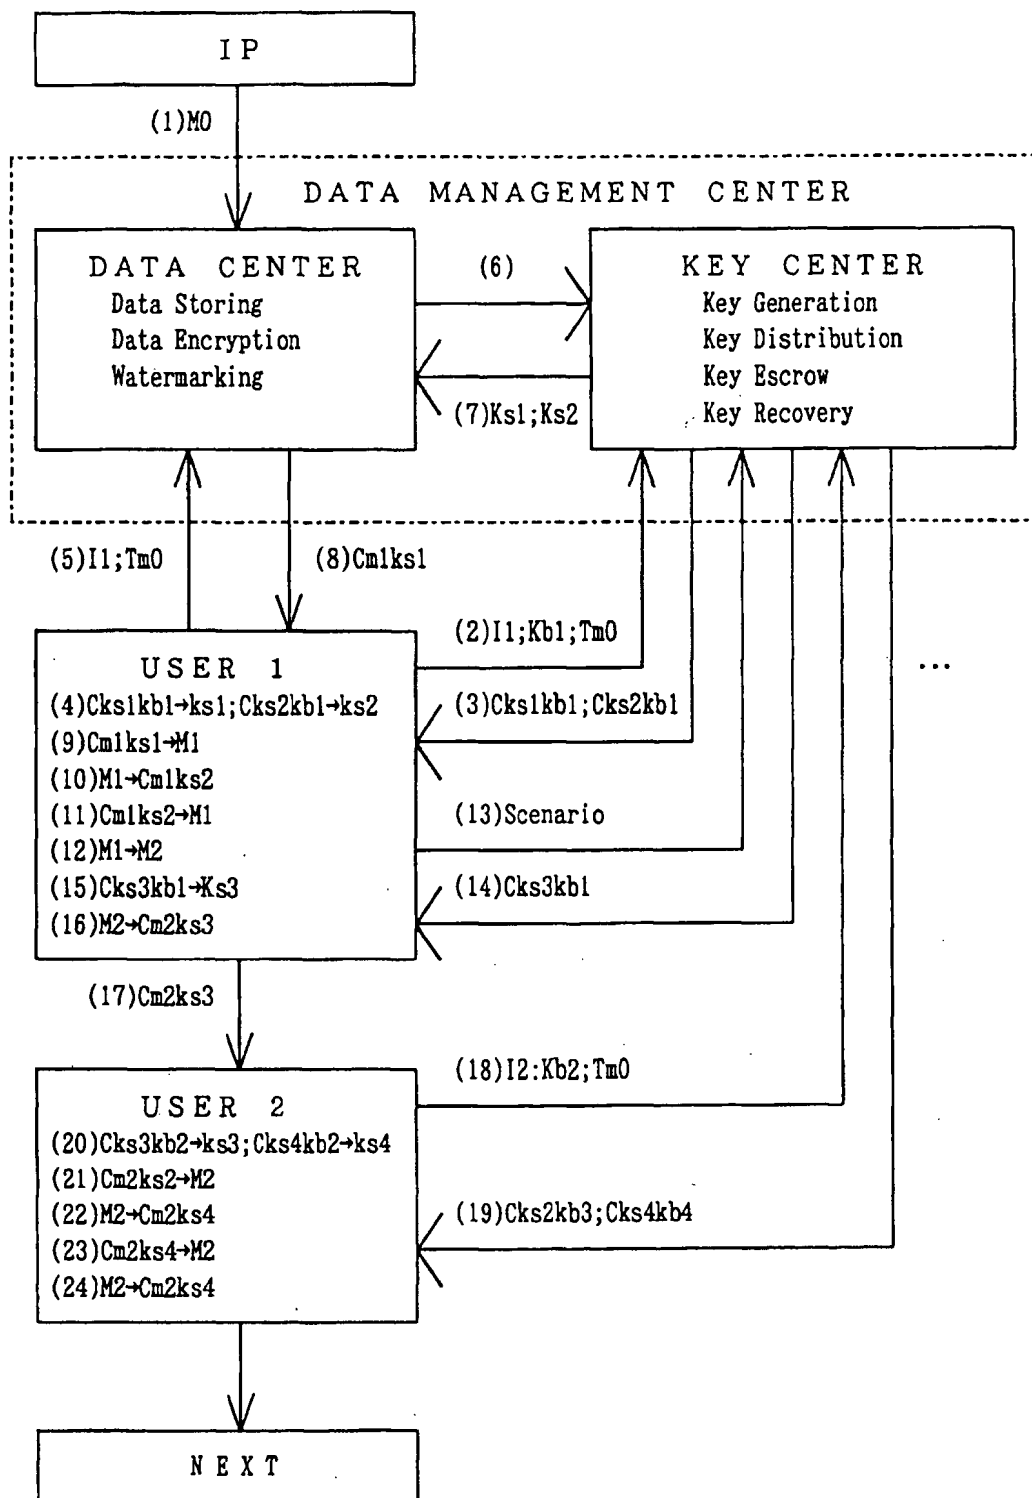 IP
(1)M0
DATA MANAGEMENT CENTER
DATA CENTER
Data Storing
Data Encryption
Watermarking
(6)
(7)Ks1;Ks2
KEY CENTER
Key Generation
Key Distribution
Key Escrow
Key Recovery
(5)I1;Tm0
(8)Cm1ks1
(2)I1;Kb1;Tm0
(3)Cks1kb1;Cks2kb1
(13)Scenario
(14)Cks3kb1
...
USER 1
(4)Cks1kb1→ks1;Cks2kb1→ks2
(9)Cm1ks1→M1
(10)M1→Cm1ks2
(11)Cm1ks2→M1
(12)M1→M2
(15)Cks3kb1→Ks3
(16)M2→Cm2ks3
(17)Cm2ks3
(18)I2:Kb2;Tm0
(19)Cks2kb3;Cks4kb4
USER 2
(20)Cks3kb2→ks3;Cks4kb2→ks4
(21)Cm2ks2→M2
(22)M2→Cm2ks4
(23)Cm2ks4→M2
(24)M2→Cm2ks4
NEXT